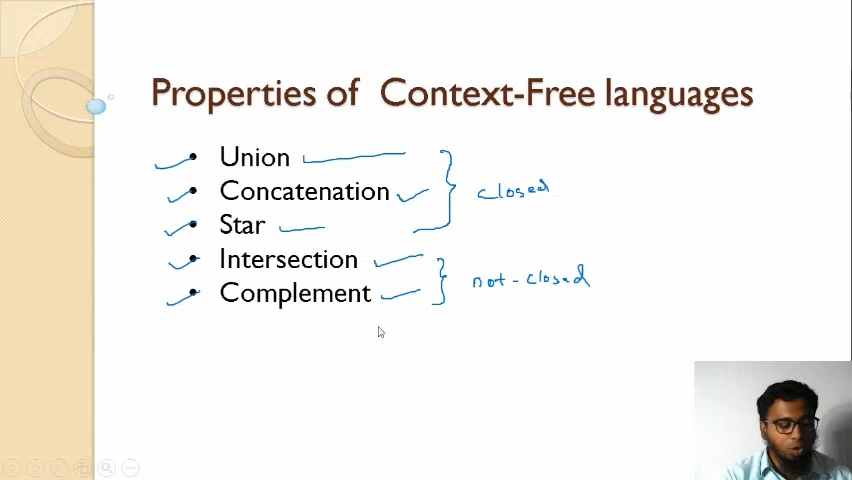 Properties of Context-Free languages
• Union
• Concatenation
• Star
closed
• Intersection
• Complement
not-closed